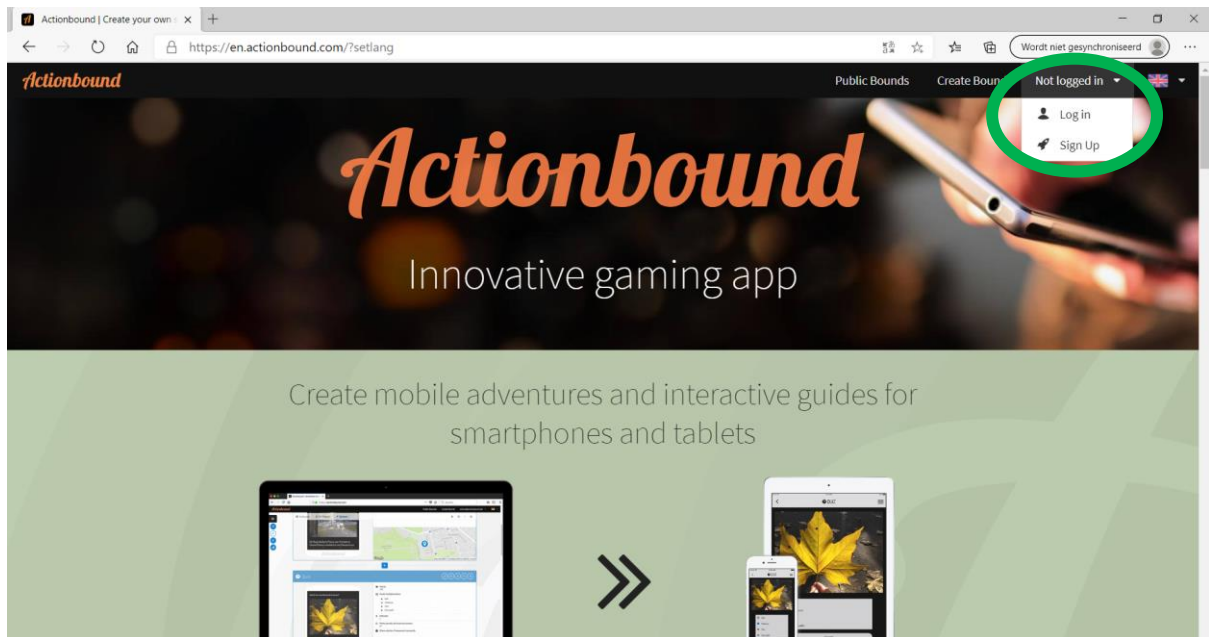 Actionbound | Create your own
https://en.actionbound.com/?setlang
Wordt niet gesynchroniseerd
Actionbound
Public Bounds
Create Boun
Not logged in
Log in
Sign Up
Actionbound
Innovative gaming app
Create mobile adventures and interactive guides for
smartphones and tablets